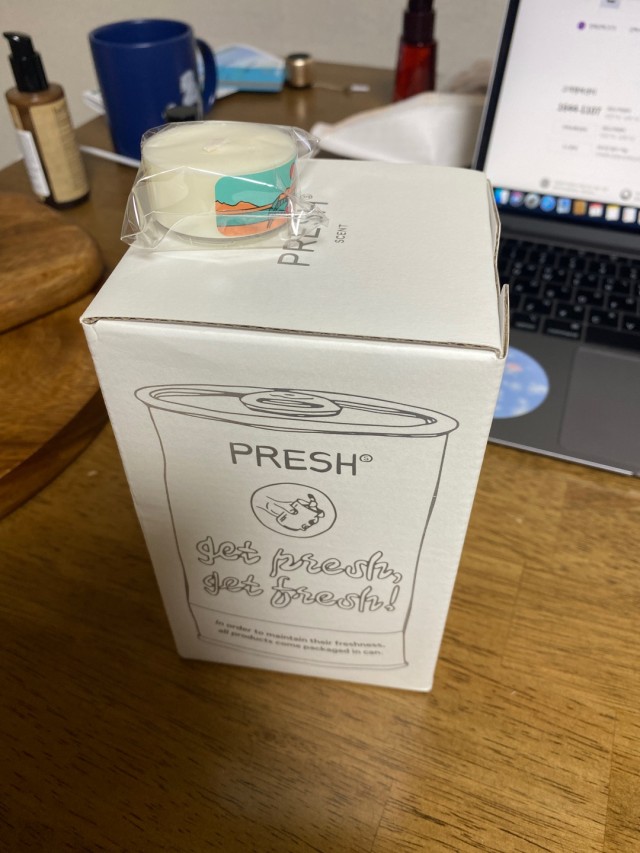 PRESH
SCENT
PRESH®
get presh,
get fresh!
In order to maintain their freshness,
all products come packaged in can.